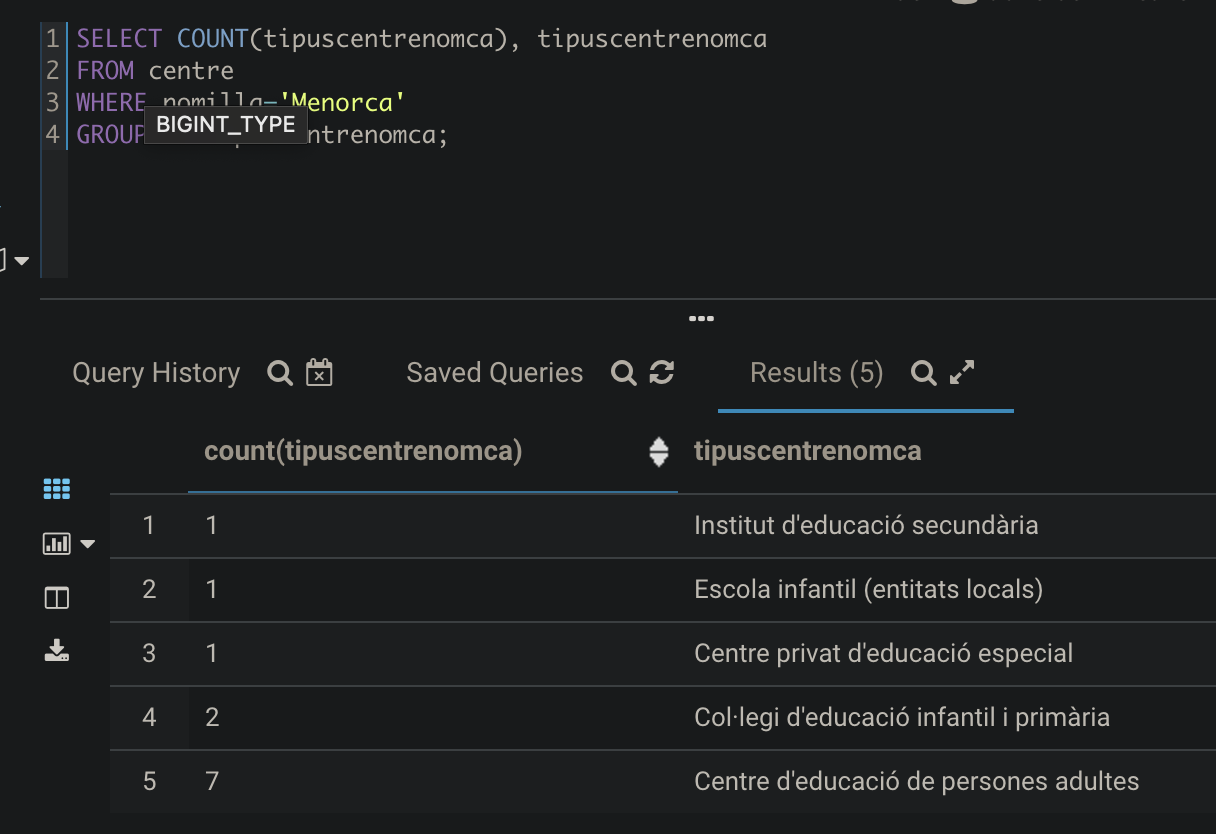 1 SELECT COUNT(tipuscentrenomca), tipuscentrenomca
2 FROM centre
3 WHERE nomilla='Menorca'
BIGINT_TYPE
4 GROUP ntrenomca;
Query History
Saved Queries
Results (5)
count(tipuscentrenomca) tipuscentrenomca
1 1 Institut d'educació secundària
2 1 Escola infantil (entitats locals)
3 1 Centre privat d'educació especial
4 2 Col·legi d'educació infantil i primària
5 7 Centre d'educació de persones adultes